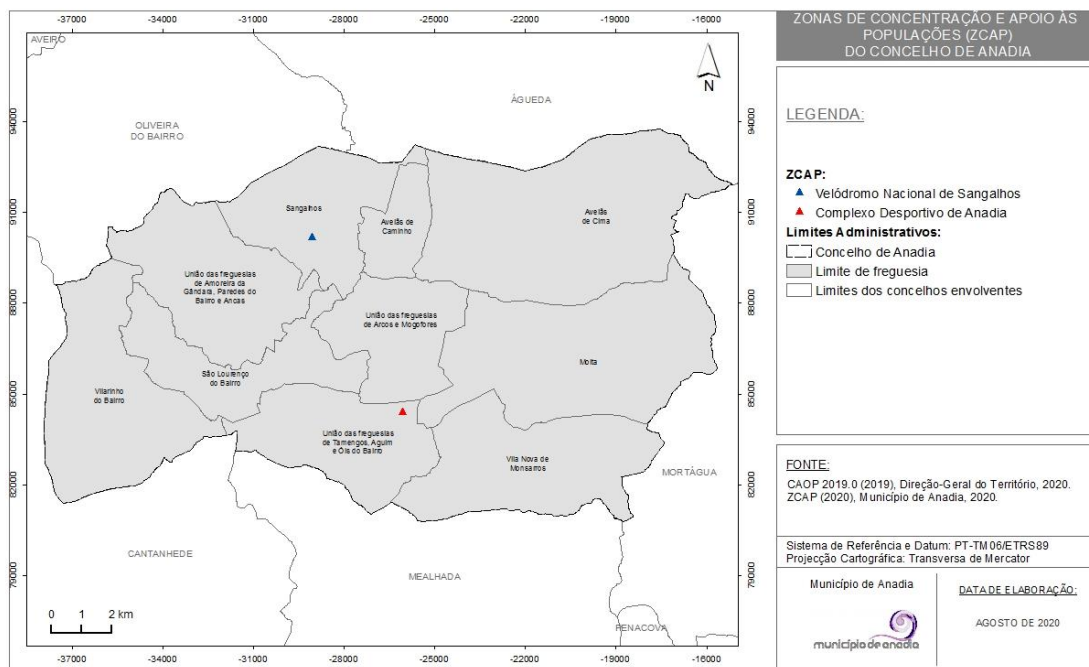 ZONAS DE CONCENTRAÇÃO E APOIO ÀS
POPULAÇÕES (ZCAP)
DO CONCELHO DE ANADIA
-37000 -34000 -31000 -28000 -25000 -22000 -19000 -16000
AVEIRO
ÁGUEDA
OLIVEIRA
DO BAIRRO
N
94000
94000
91000
91000
88000
88000
85000
85000
82000
82000
79000
79000
Sangalhos
Avelãs de
Caminho
Avelãs
de Cima
União das freguesias
de Amoreira da
Gândara, Paredes do
Bairro e Ancas
União das freguesias
de Arcos e Mogofores
Moita
São Lourenço
do Bairro
Vilarinho
do Bairro
União das freguesias
de Tamengos, Aguim
e Óis do Bairro
Vila Nova de
Monsarros
MORTÁGUA
CANTANHEDE
MEALHADA
PENACOVA
0 1 2 km
-37000 -34000 -31000 -28000 -25000 -22000 -19000 -16000
LEGENDA:
ZCAP:
Velódromo Nacional de Sangalhos
Complexo Desportivo de Anadia
Limites Administrativos:
Concelho de Anadia
Limite de freguesia
Limites dos concelhos envolventes
FONTE:
CAOP 2019.0 (2019), Direção-Geral do Território, 2020.
ZCAP (2020), Município de Anadia, 2020.
Sistema de Referência e Datum: PT-TM06/ETRS89
Projecção Cartográfica: Transversa de Mercator
Município de Anadia
município de anadia
DATA DE ELABORAÇÃO:
AGOSTO DE 2020